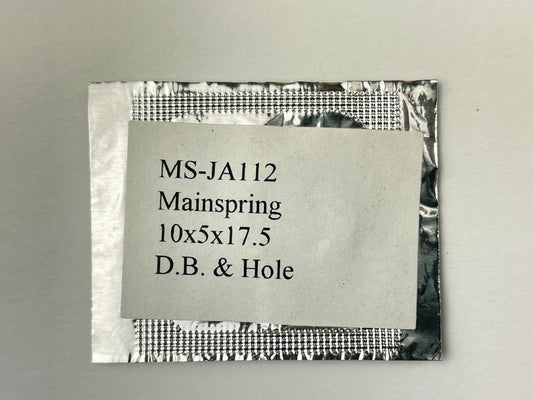 MS-JA112
Mainspring
10x5x17.5
D.B. & Hole